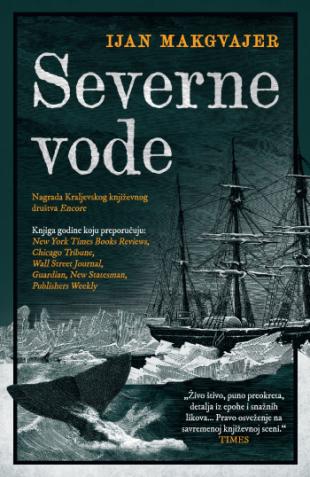 IJAN MAKGVAJER
Severne
vode
Nagrada Kraljevskog književnog
društva Encore
Knjiga godine koju preporučuju:
New York Times Books Reviews,
Chicago Tribune,
Wall Street Journal,
Guardian, New Statesman,
Publishers Weekly
„Živo štivo, puno preokreta,
detalja iz epohe i snažnih
likova... Pravo osveženje na
savremenoj književnoj sceni.“
TIMES